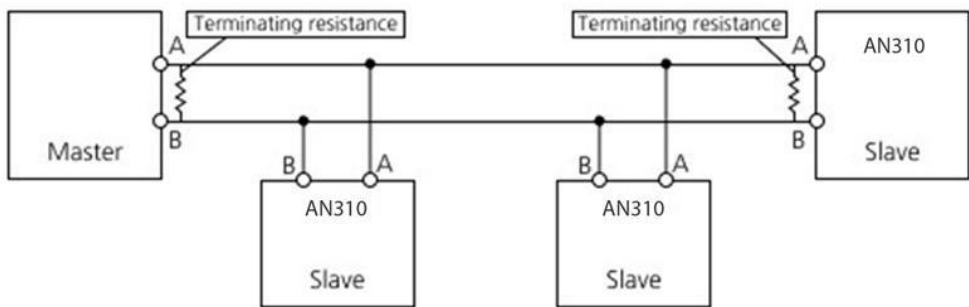 Terminating resistance
Terminating resistance
A
A
AN310
B
B
Master
Slave
B
A
B
A
AN310
AN310
Slave
Slave